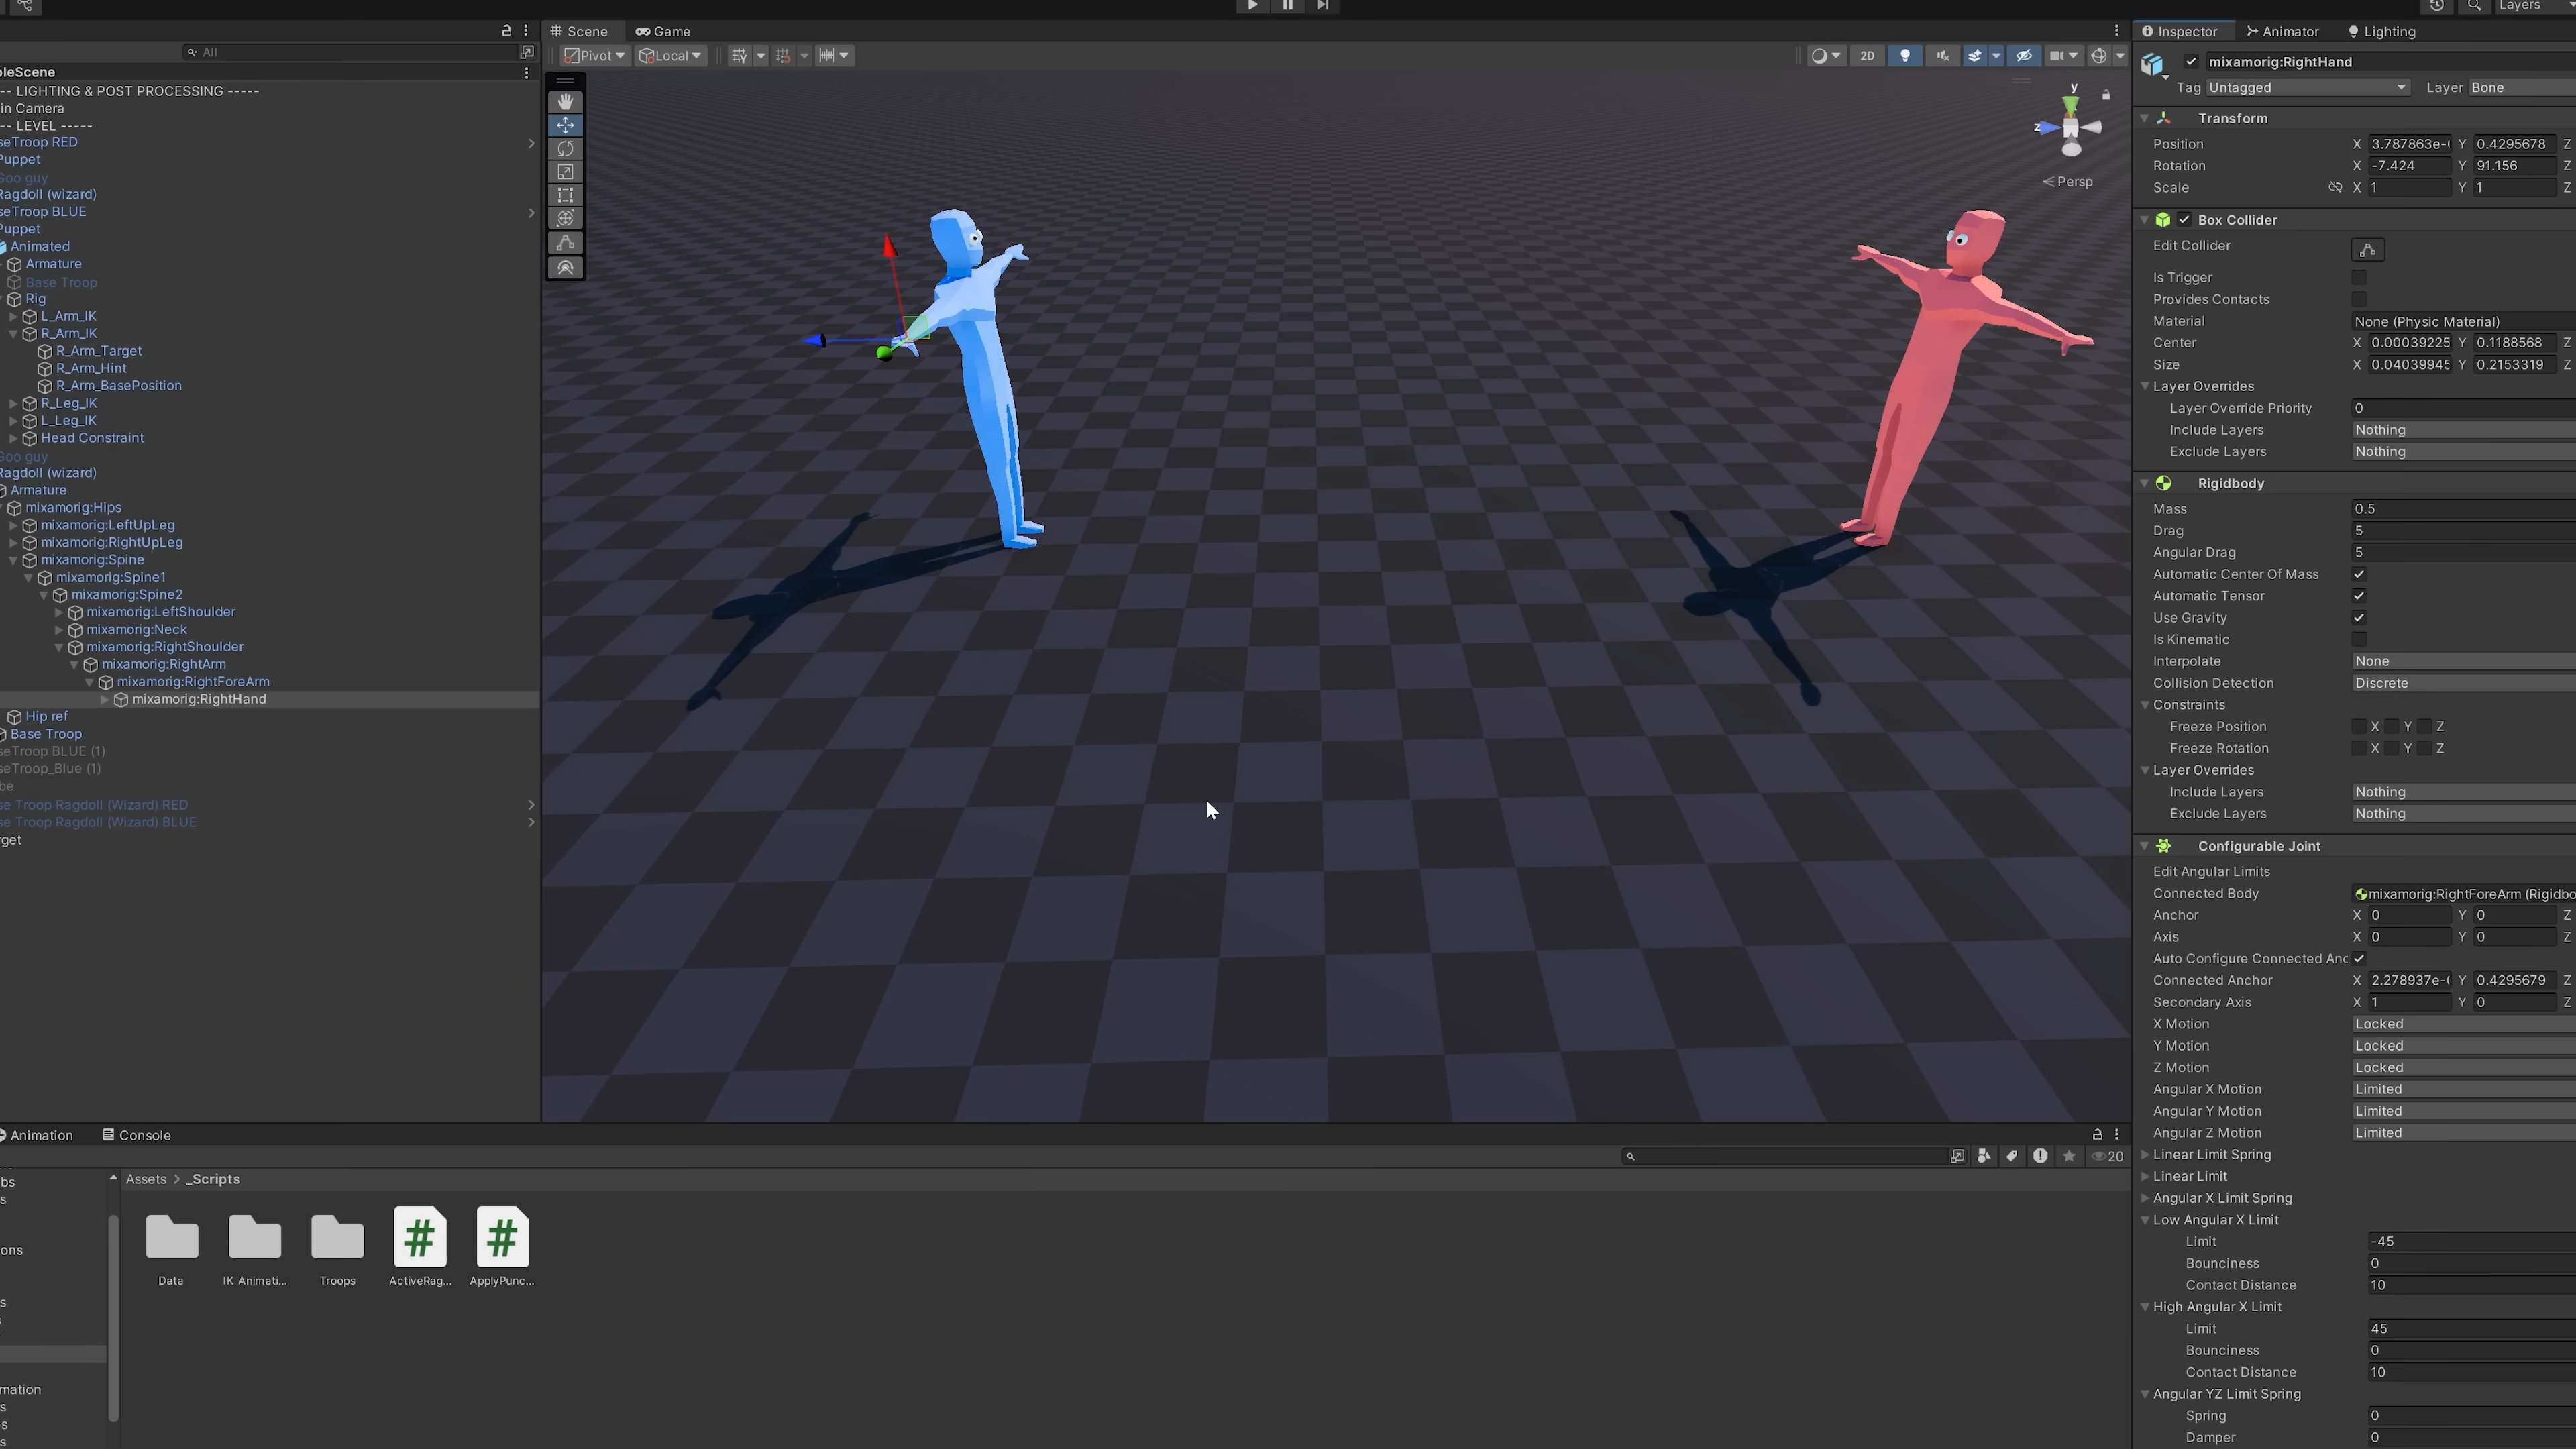 Layers
All
leScene
-- LIGHTING & POST PROCESSING -----
in Camera
-- LEVEL -----
seTroop RED
Puppet
Goo guy
Ragdoll (wizard)
seTroop BLUE
Puppet
Animated
Armature
Base Troop
Rig
L_Arm_IK
R_Arm_IK
R_Arm_Target
R_Arm_Hint
R_Arm_BasePosition
R_Leg_IK
L_Leg_IK
Head Constraint
Goo guy
Ragdoll (wizard)
Armature
mixamorig:Hips
mixamorig:LeftUpLeg
mixamorig:RightUpLeg
mixamorig:Spine
mixamorig:Spine1
mixamorig:Spine2
mixamorig:LeftShoulder
mixamorig:Neck
mixamorig:RightShoulder
mixamorig:RightArm
mixamorig:RightForeArm
mixamorig:RightHand
Hip ref
Base Troop
seTroop BLUE (1)
seTroop_Blue (1)
be
se Troop Ragdoll (Wizard) RED
se Troop Ragdoll (Wizard) BLUE
rget
Scene Game
Pivot Local 2D
y
z
Persp
Inspector Animator Lighting
mixamorig:RightHand
Tag Untagged Layer Bone
Transform
Position X 3.787863e-( Y 0.4295678 Z
Rotation X -7.424 Y 91.156 Z
Scale X 1 Y 1 Z
Box Collider
Edit Collider
Is Trigger
Provides Contacts
Material None (Physic Material)
Center X 0.00039225 Y 0.1188568 Z
Size X 0.04039945 Y 0.2153319 Z
Layer Overrides
Layer Override Priority 0
Include Layers Nothing
Exclude Layers Nothing
Rigidbody
Mass 0.5
Drag 5
Angular Drag 5
Automatic Center Of Mass
Automatic Tensor
Use Gravity
Is Kinematic
Interpolate None
Collision Detection Discrete
Constraints
Freeze Position X Y Z
Freeze Rotation X Y Z
Layer Overrides
Include Layers Nothing
Exclude Layers Nothing
Configurable Joint
Edit Angular Limits
Connected Body mixamorig:RightForeArm (Rigidbo
Anchor X 0 Y 0 Z
Axis X 0 Y 0 Z
Auto Configure Connected Anc
Connected Anchor X 2.278937e-( Y 0.4295679 Z
Secondary Axis X 1 Y 0 Z
X Motion Locked
Y Motion Locked
Z Motion Locked
Angular X Motion Limited
Angular Y Motion Limited
Angular Z Motion Limited
Linear Limit Spring
Linear Limit
Angular X Limit Spring
Low Angular X Limit
Limit -45
Bounciness 0
Contact Distance 10
High Angular X Limit
Limit 45
Bounciness 0
Contact Distance 10
Angular YZ Limit Spring
Spring 0
Damper 0
Animation Console
20
bs
s
ons
s
mation
s
s
s
Assets > _Scripts
Data IK Animati... Troops ActiveRag... ApplyPunc...